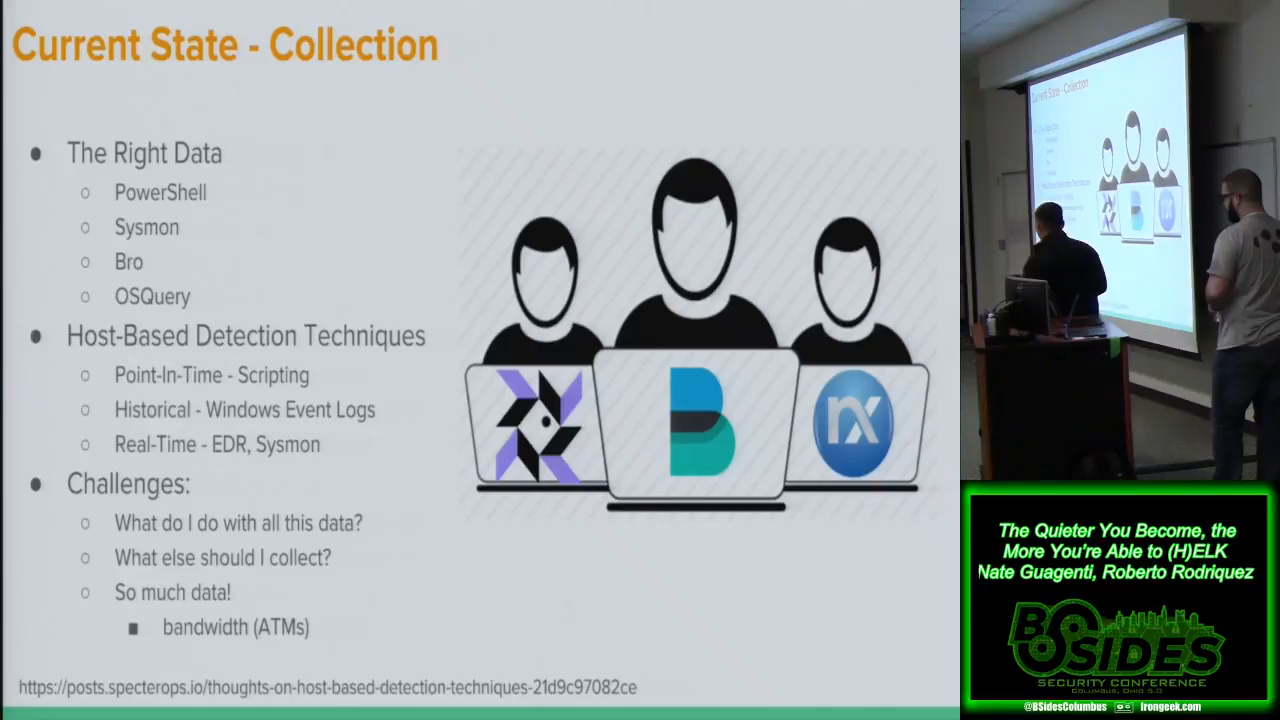 Current State - Collection
● The Right Data
○ PowerShell
○ Sysmon
○ Bro
○ OSQuery
● Host-Based Detection Techniques
○ Point-In-Time - Scripting
○ Historical - Windows Event Logs
○ Real-Time - EDR, Sysmon
● Challenges:
○ What do I do with all this data?
○ What else should I collect?
○ So much data!
■ bandwidth (ATMs)
https://posts.specterops.io/thoughts-on-host-based-detection-techniques-21d9c97082ce
nx
Current State - Collection
The Quieter You Become, the
More You're Able to (H)ELK
Nate Guagenti, Roberto Rodriquez
BSIDES
SECURITY CONFERENCE
COLUMBUS, OHIO 5.0
@BSidesColumbus
Irongeek.com